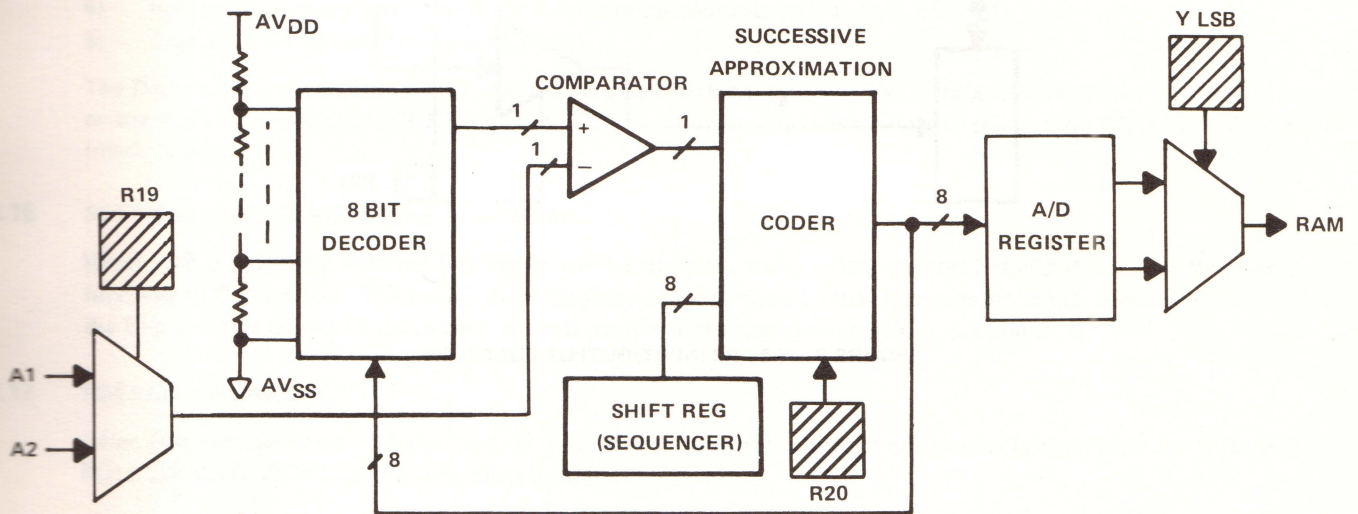 AVDD
Y LSB
SUCCESSIVE
APPROXIMATION
COMPARATOR
1
+
1
1
−
R19
8 BIT
DECODER
CODER
8
A/D
REGISTER
RAM
8
A1
AVSS
SHIFT REG
(SEQUENCER)
A2
8
R20